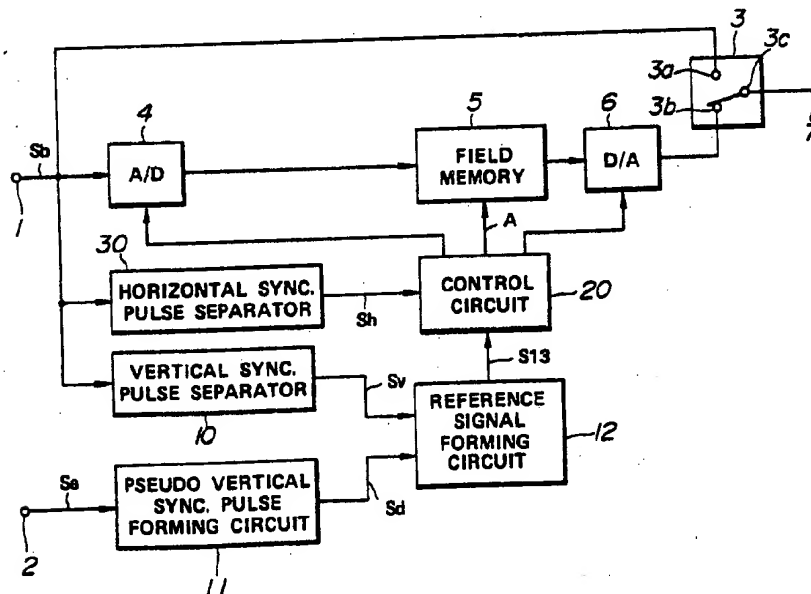 3
3c
3a
3b
4
5
6
Sb
A/D
FIELD
MEMORY
D/A
1
A
30
HORIZONTAL SYNC.
PULSE SEPARATOR
Sh
CONTROL
CIRCUIT
20
S13
VERTICAL SYNC.
PULSE SEPARATOR
Sv
10
REFERENCE
SIGNAL
FORMING
CIRCUIT
12
Se
PSEUDO VERTICAL
SYNC. PULSE
FORMING CIRCUIT
Sd
2
11